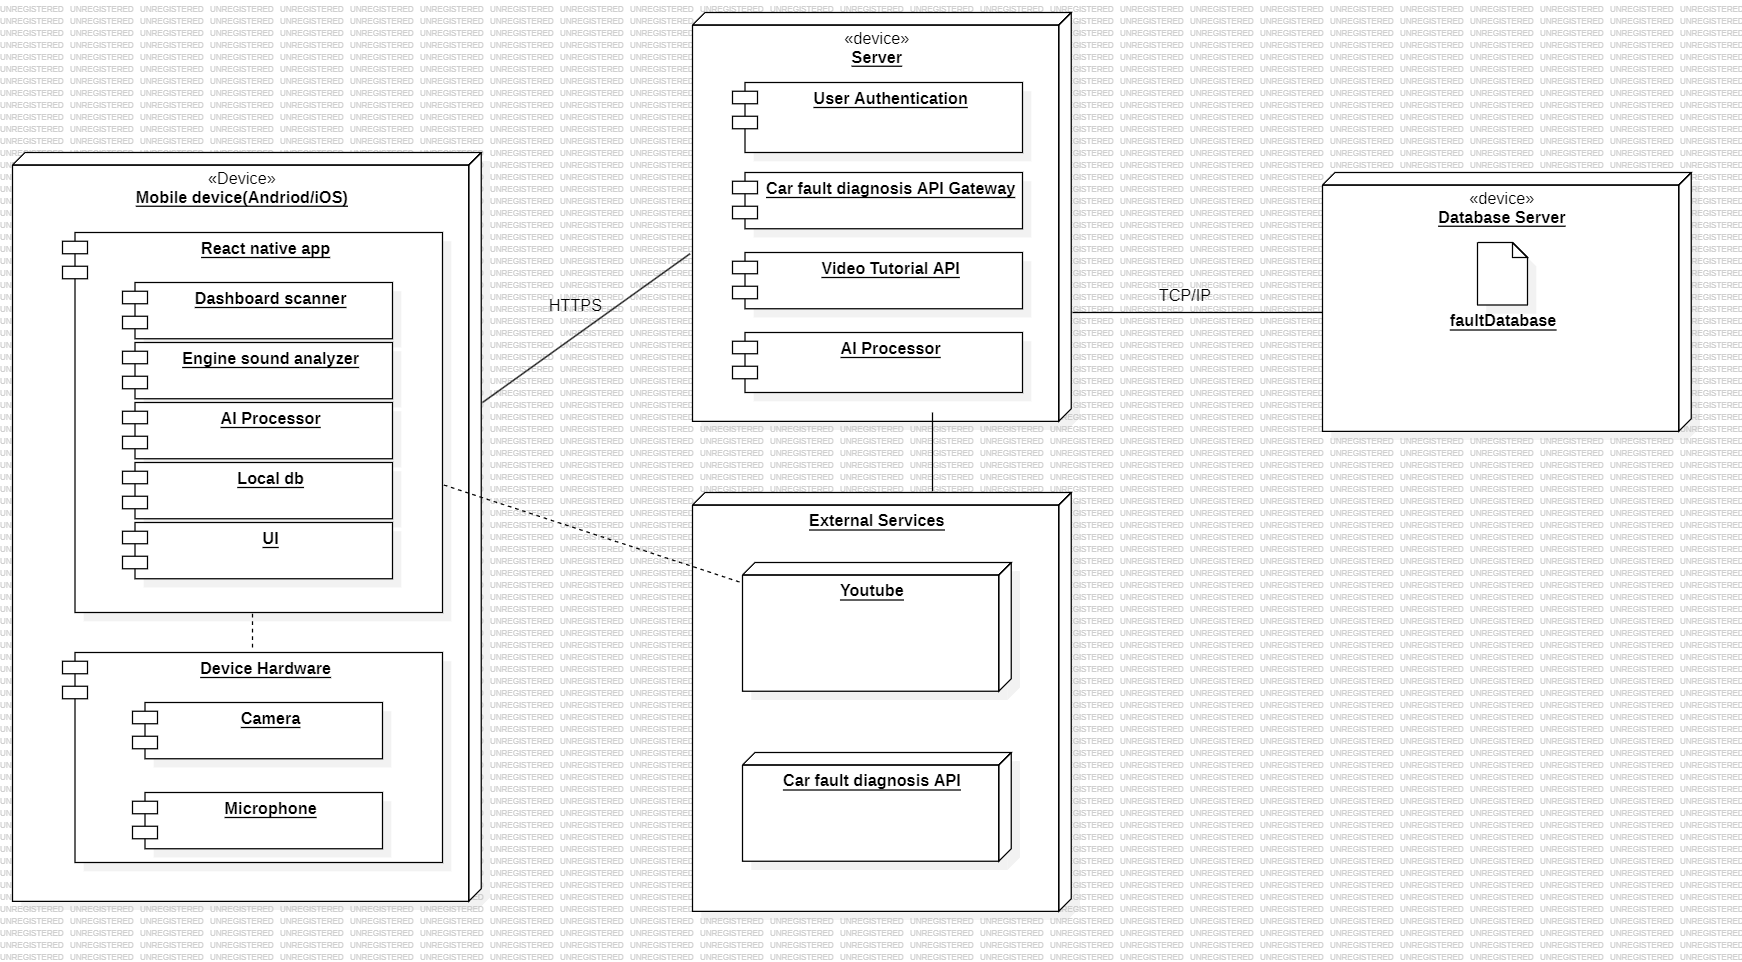 «Device»
Mobile device(Andriod/iOS)
React native app
Dashboard scanner
Engine sound analyzer
AI Processor
Local db
UI
Device Hardware
Camera
Microphone
HTTPS
«device»
Server
User Authentication
Car fault diagnosis API Gateway
Video Tutorial API
AI Processor
External Services
Youtube
Car fault diagnosis API
TCP/IP
«device»
Database Server
faultDatabase
UNREGISTERED